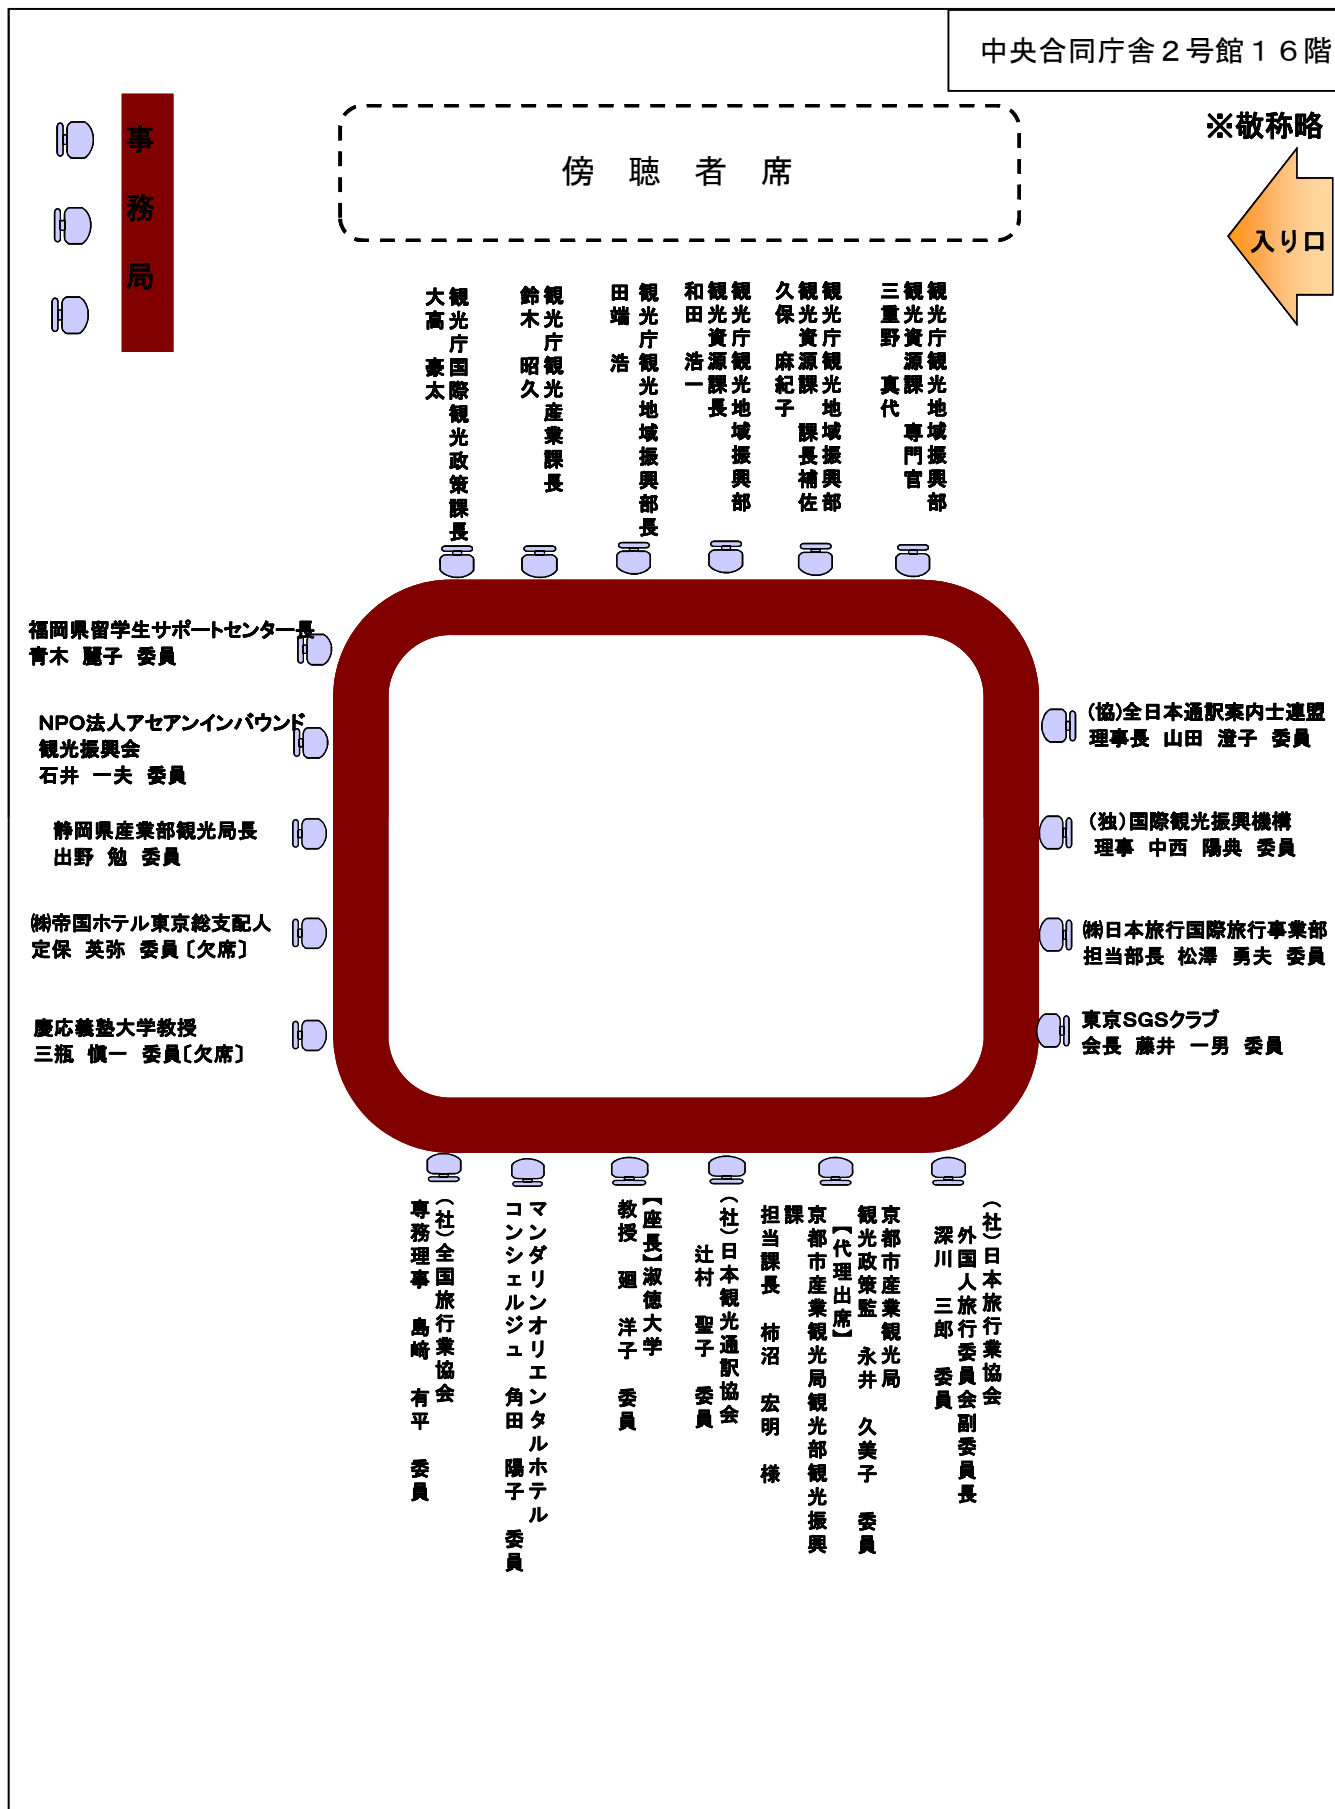 中央合同庁舎２号館１６階
※敬称略
入り口
事務局
傍聴者席
観光庁観光地域振興部
観光資源課　専門官
三重野　真代
観光庁観光地域振興部
観光資源課　課長補佐
久保　麻紀子
観光庁観光地域振興部
観光資源課長
和田　浩一
観光庁観光地域振興部長
田端　浩
観光庁観光産業課長
鈴木　昭久
観光庁国際観光政策課長
大高　豪太
福岡県留学生サポートセンター長
青木　麗子　委員
NPO法人アセアンインバウンド
観光振興会
石井　一夫　委員
静岡県産業部観光局長
出野　勉　委員
㈱帝国ホテル東京総支配人
定保　英弥　委員〔欠席〕
慶応義塾大学教授
三瓶　愼一　委員〔欠席〕
（協）全日本通訳案内士連盟
理事長　山田　澄子　委員
（独）国際観光振興機構
理事　中西　陽典　委員
㈱日本旅行国際旅行事業部
担当部長　松澤　勇夫　委員
東京SGSクラブ
会長　藤井　一男　委員
（社）日本旅行業協会
外国人旅行委員会副委員長
深川　三郎　委員
京都市産業観光局
観光政策監　永井　久美子　委員
【代理出席】
京都市産業観光局観光部観光振興
課
担当課長　柿沼　宏明　様
（社）日本観光通訳協会
辻村　聖子　委員
【座長】淑徳大学
教授　廻　洋子　委員
マンダリンオリエンタルホテル
コンシェルジュ　角田　陽子　委員
（社）全国旅行業協会
専務理事　島﨑　有平　委員